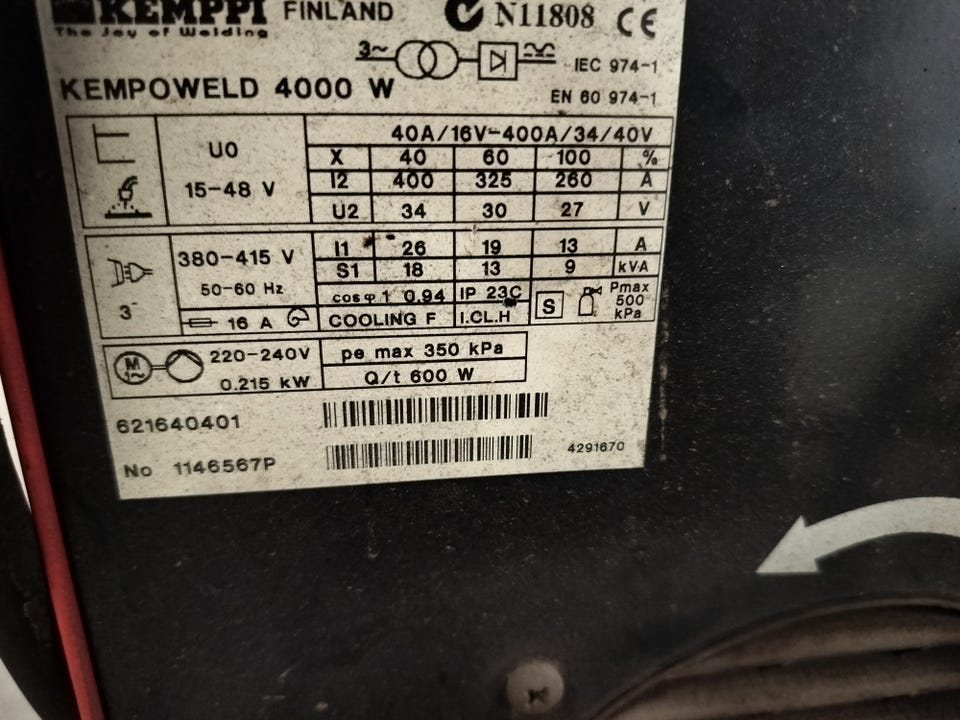 KEMPPI FINLAND N11808 CE
The Joy of Welding
3~ IEC 974-1
KEMPOWELD 4000 W EN 60 974-1
U0
15-48 V
40A/16V-400A/34/40V
X 40 60 100 %
I2 400 325 260 A
U2 34 30 27 V
380-415 V
50-60 Hz
3~
16 A
I1 26 19 13 A
S1 18 13 9 kVA
cos φ 1 0.94 IP 23C
COOLING F I.CL.H
S
Pmax
500
kPa
M
1~
220-240V
0.215 kW
pe max 350 kPa
Q/t 600 W
621640401
No 1146567P 4291670